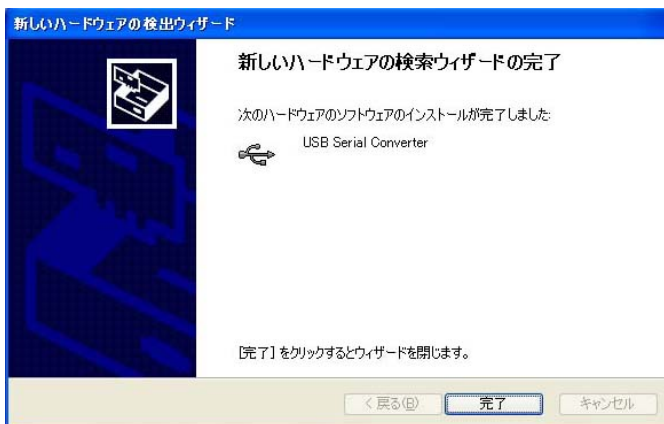 新しいハードウェアの検出ウィザード
新しいハードウェアの検索ウィザードの完了
次のハードウェアのソフトウェアのインストールが完了しました:
USB Serial Converter
[完了] をクリックするとウィザードを閉じます。
< 戻る(B)
完了
キャンセル